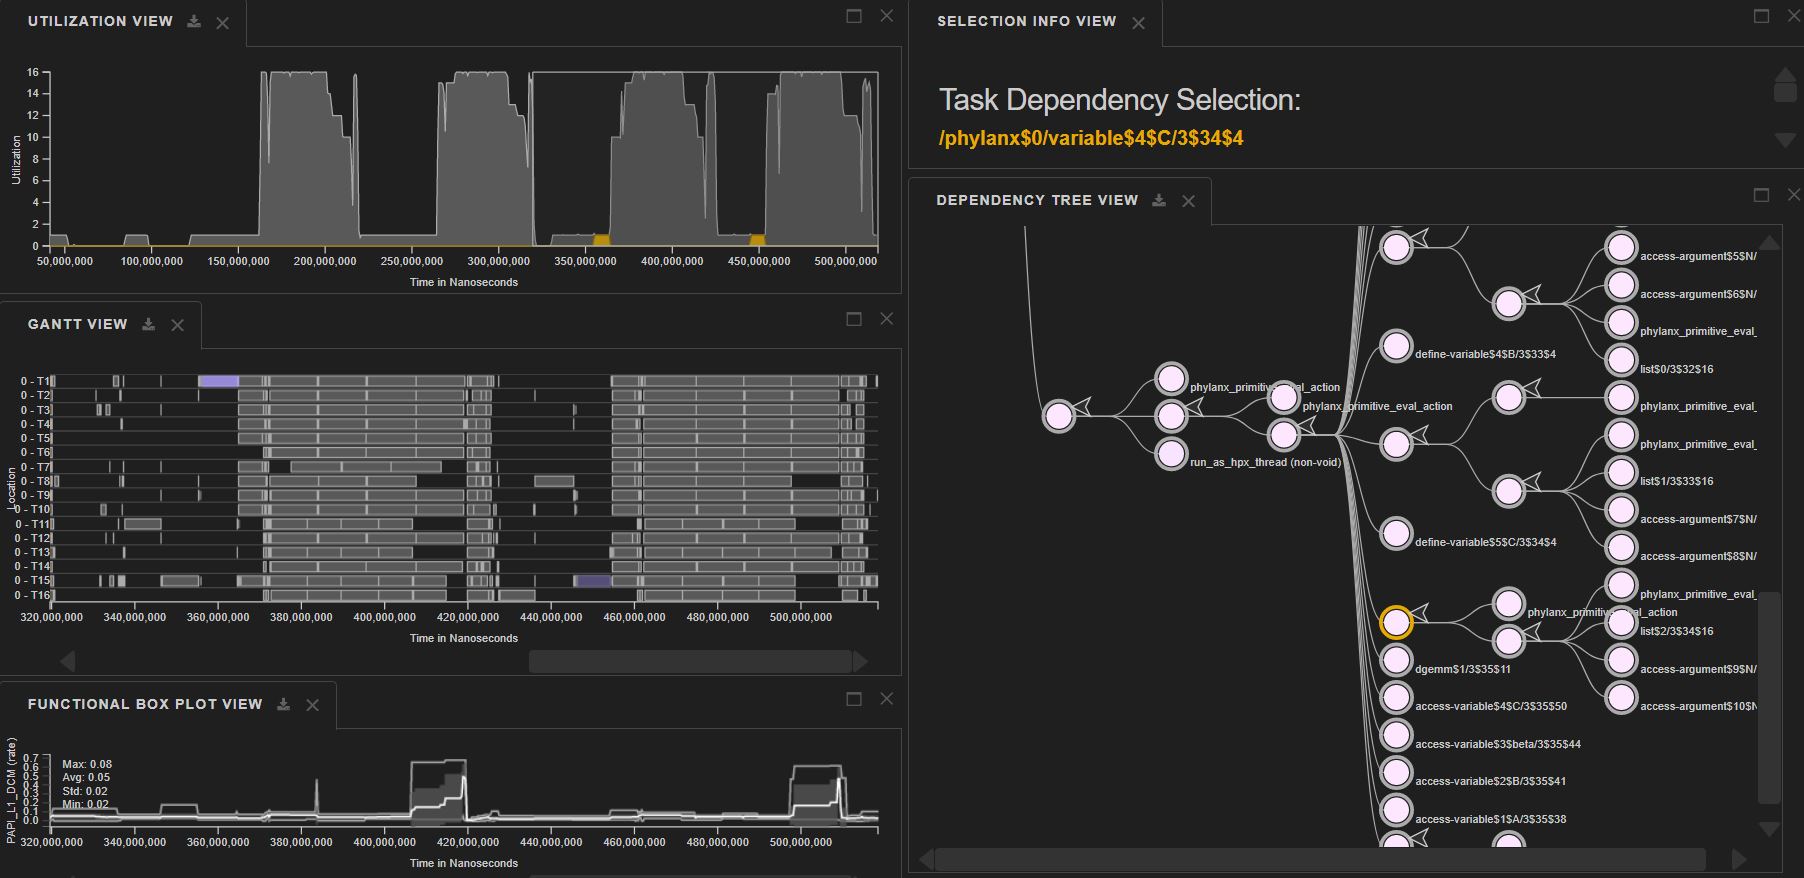 UTILIZATION VIEW
16
14
12
10
8
6
4
2
0
Utilization
50,000,000 100,000,000 150,000,000 200,000,000 250,000,000 300,000,000 350,000,000 400,000,000 450,000,000 500,000,000
Time in Nanoseconds
GANTT VIEW
Location
0 - T1
0 - T2
0 - T3
0 - T4
0 - T5
0 - T6
0 - T7
0 - T8
0 - T9
0 - T10
0 - T11
0 - T12
0 - T13
0 - T14
0 - T15
0 - T16
320,000,000 340,000,000 360,000,000 380,000,000 400,000,000 420,000,000 440,000,000 460,000,000 480,000,000 500,000,000
Time in Nanoseconds
FUNCTIONAL BOX PLOT VIEW
PAPI_L1_DCM (rate)
0.7
0.6
0.5
0.4
0.3
0.2
0.1
0.0
Max: 0.08
Avg: 0.05
Std: 0.02
Min: 0.02
320,000,000 340,000,000 360,000,000 380,000,000 400,000,000 420,000,000 440,000,000 460,000,000 480,000,000 500,000,000
Time in Nanoseconds
SELECTION INFO VIEW
Task Dependency Selection:
/phylanx$0/variable$4$C/3$34$4
DEPENDENCY TREE VIEW
phylanx_primitive_eval_action
phylanx_primitive_eval_action
run_as_hpx_thread (non-void)
define-variable$4$B/3$33$4
define-variable$5$C/3$34$4
phylanx_primitive_eval_action
dgemm$1/3$35$11
access-variable$4$C/3$35$50
access-variable$3$beta/3$35$44
access-variable$2$B/3$35$41
access-variable$1$A/3$35$38
access-argument$5$N/
access-argument$6$N/
phylanx_primitive_eval_
list$0/3$32$16
phylanx_primitive_eval_
phylanx_primitive_eval_
list$1/3$33$16
access-argument$7$N/
access-argument$8$N/
phylanx_primitive_eval_
list$2/3$34$16
access-argument$9$N/
access-argument$10$N